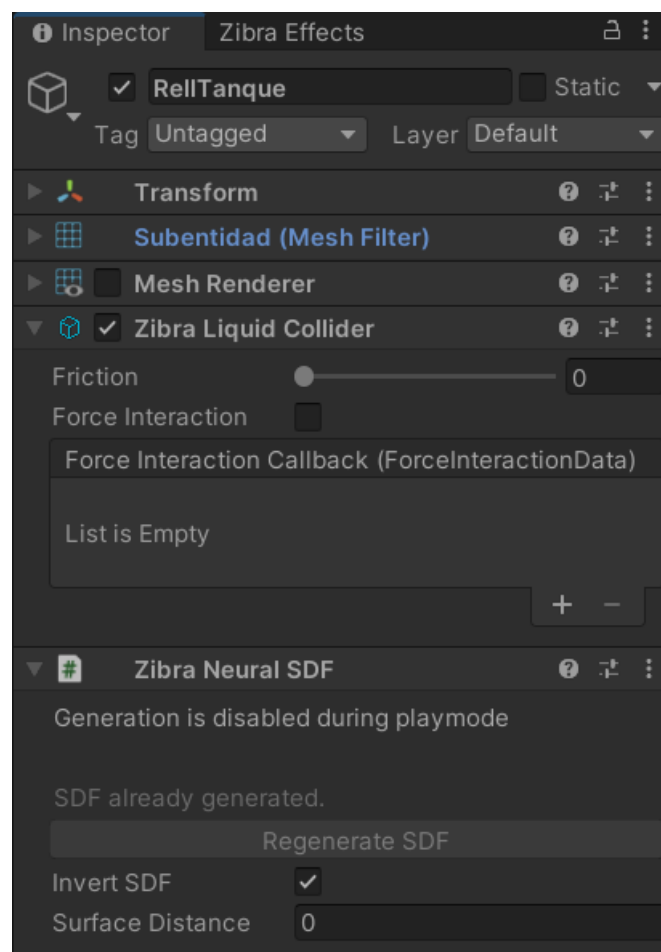 Inspector Zibra Effects
RellTanque Static
Tag Untagged Layer Default
Transform
Subentidad (Mesh Filter)
Mesh Renderer
Zibra Liquid Collider
Friction 0
Force Interaction
Force Interaction Callback (ForceInteractionData)
List is Empty
+ −
# Zibra Neural SDF
Generation is disabled during playmode
SDF already generated.
Regenerate SDF
Invert SDF
Surface Distance 0